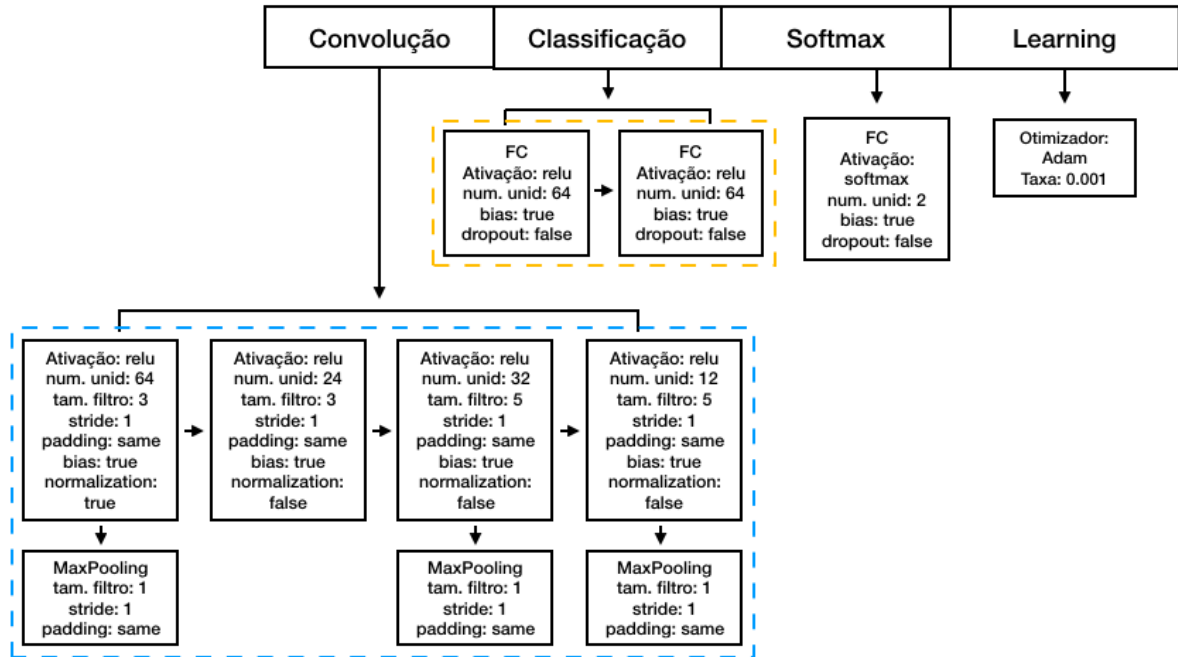 Convolução
Classificação
Softmax
Learning
FC
Ativação: relu
num. unid: 64
bias: true
dropout: false
FC
Ativação: relu
num. unid: 64
bias: true
dropout: false
FC
Ativação:
softmax
num. unid: 2
bias: true
dropout: false
Otimizador:
Adam
Taxa: 0.001
Ativação: relu
num. unid: 64
tam. filtro: 3
stride: 1
padding: same
bias: true
normalization:
true
Ativação: relu
num. unid: 24
tam. filtro: 3
stride: 1
padding: same
bias: true
normalization:
false
Ativação: relu
num. unid: 32
tam. filtro: 5
stride: 1
padding: same
bias: true
normalization:
false
Ativação: relu
num. unid: 12
tam. filtro: 5
stride: 1
padding: same
bias: true
normalization:
false
MaxPooling
tam. filtro: 1
stride: 1
padding: same
MaxPooling
tam. filtro: 1
stride: 1
padding: same
MaxPooling
tam. filtro: 1
stride: 1
padding: same